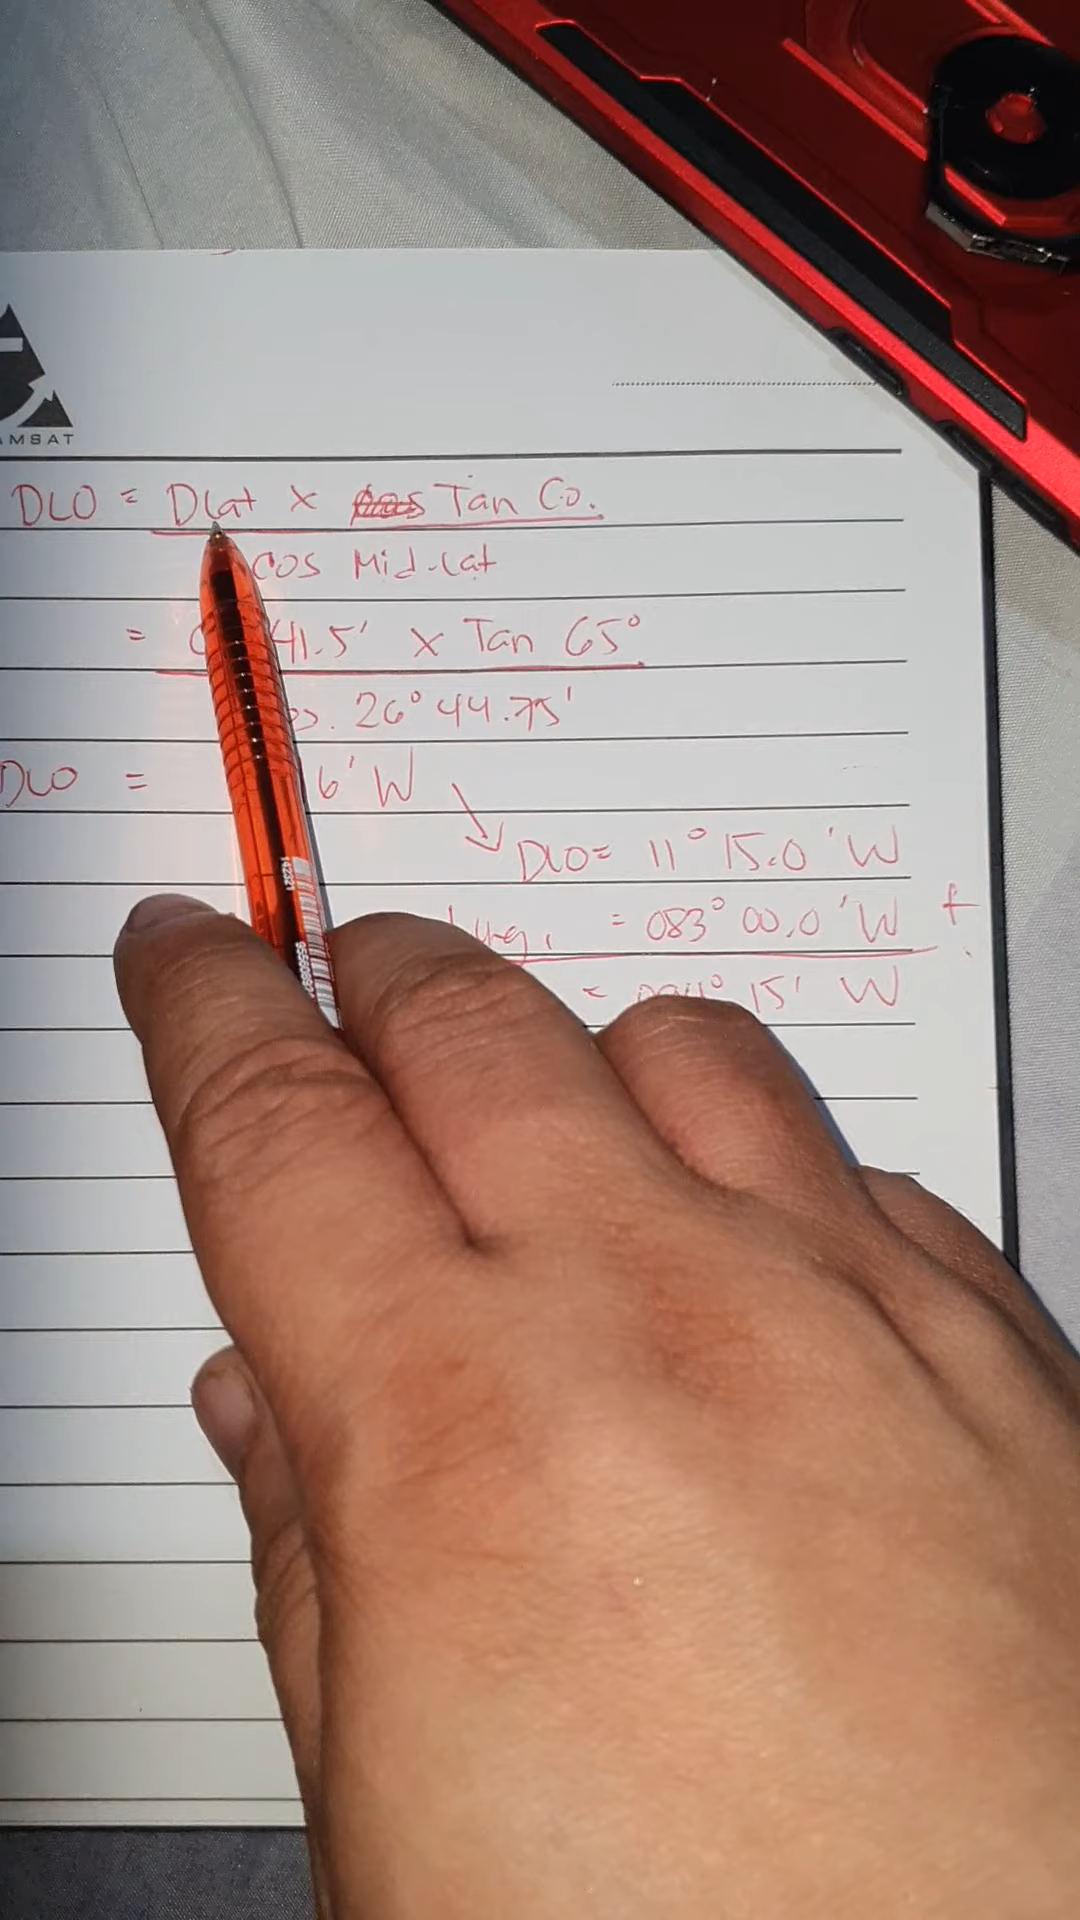 AMSAT
DLO = DLat × Tan Co.
cos Mid-Lat
= 41.5' × Tan 65°
26° 44.75'
DLO = 6' W
DLO = 11° 15.0' W
= 083° 00.0' W +
= 15' W
142321